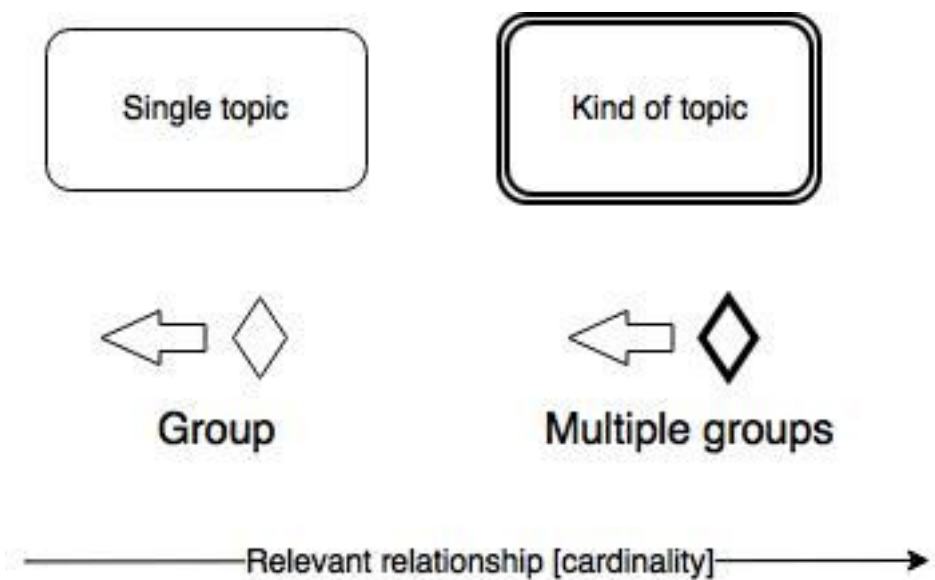 Single topic
Kind of topic
Group
Multiple groups
Relevant relationship [cardinality]